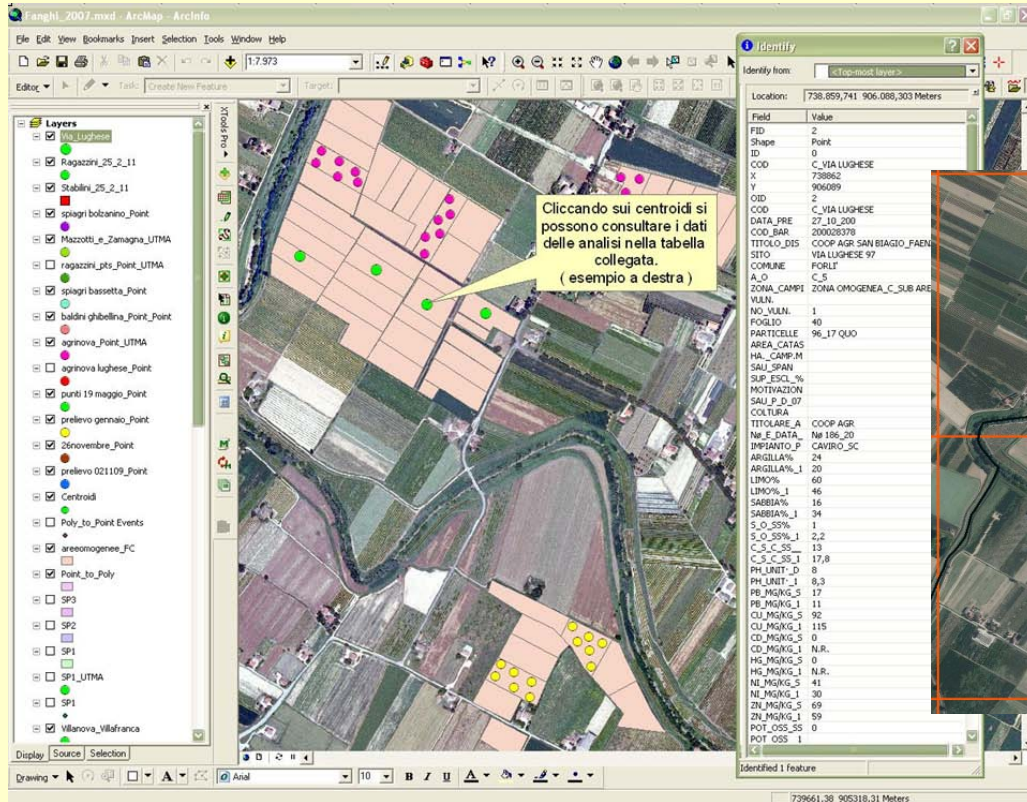 Fanghi_2007.mxd - ArcMap - ArcInfo
File Edit View Bookmarks Insert Selection Tools Window Help
1:7.973
Editor Task: Create New Feature Target:
Layers
Via_Lughese
Ragazzini_25_2_11
Stabilini_25_2_11
spiagri bolzanino_Point
Mazzotti_e_Zamagna_UTMA
ragazzini_pts_Point_UTMA
spiagri bassetta_Point
baldini ghibellina_Point_Point
agrinova_Point_UTMA
agrinova lughese_Point
punti 19 maggio_Point
prelievo gennaio_Point
26novembre_Point
prelievo 021109_Point
Centroidi
Poly_to_Point Events
areeomogenee_FC
Point_to_Poly
SP3
SP2
SP1
SP1_UTMA
SP1
Villanova_Villafranca
Display Source Selection
XTools Pro
Cliccando sui centroidi si
possono consultare i dati
delle analisi nella tabella
collegata.
( esempio a destra )
Identify
Identify from: <Top-most layer>
Location: 738.859,741 906.088,303 Meters
Field Value
FID 2
Shape Point
ID 0
COD C_VIA LUGHESE
X 738862
Y 906089
OID 2
COD C_VIA LUGHESE
DATA_PRE 27_10_200
COD_BAR 200028378
TITOLO_DIS COOP AGR SAN BIAGIO_FAEN
SITO VIA LUGHESE 97
COMUNE FORLI'
A_O C_5
ZONA_CAMPI ZONA OMOGENEA_C_SUB ARE
VULN.
NO_VULN. 1
FOGLIO 40
PARTICELLE 96_17 QUO
AREA_CATAS
HA._CAMP.M
SAU_SPAN
SUP_ESCL_%
MOTIVAZION
SAU_P_D_07
COLTURA
TITOLARE_A COOP AGR
Nø_E_DATA_ Nø 186_20
IMPIANTO_P CAVIRO_SC
ARGILLA% 24
ARGILLA%_1 20
LIMO% 60
LIMO%_1 46
SABBIA% 16
SABBIA%_1 34
S_O_SS% 1
S_O_SS%_1 2,2
C_S_C_SS__ 13
C_S_C_SS_1 17,8
PH_UNIT·_D 8
PH_UNIT·_1 8,3
PB_MG/KG_S 17
PB_MG/KG_1 11
CU_MG/KG_S 92
CU_MG/KG_1 115
CD_MG/KG_S 0
CD_MG/KG_1 N.R.
HG_MG/KG_S 0
HG_MG/KG_1 N.R.
NI_MG/KG_S 41
NI_MG/KG_1 30
ZN_MG/KG_S 69
ZN_MG/KG_1 59
POT_OSS_SS 0
POT_OSS_1
Identified 1 feature
Drawing A Arial 10 B I U A
739661,38 905318,31 Meters